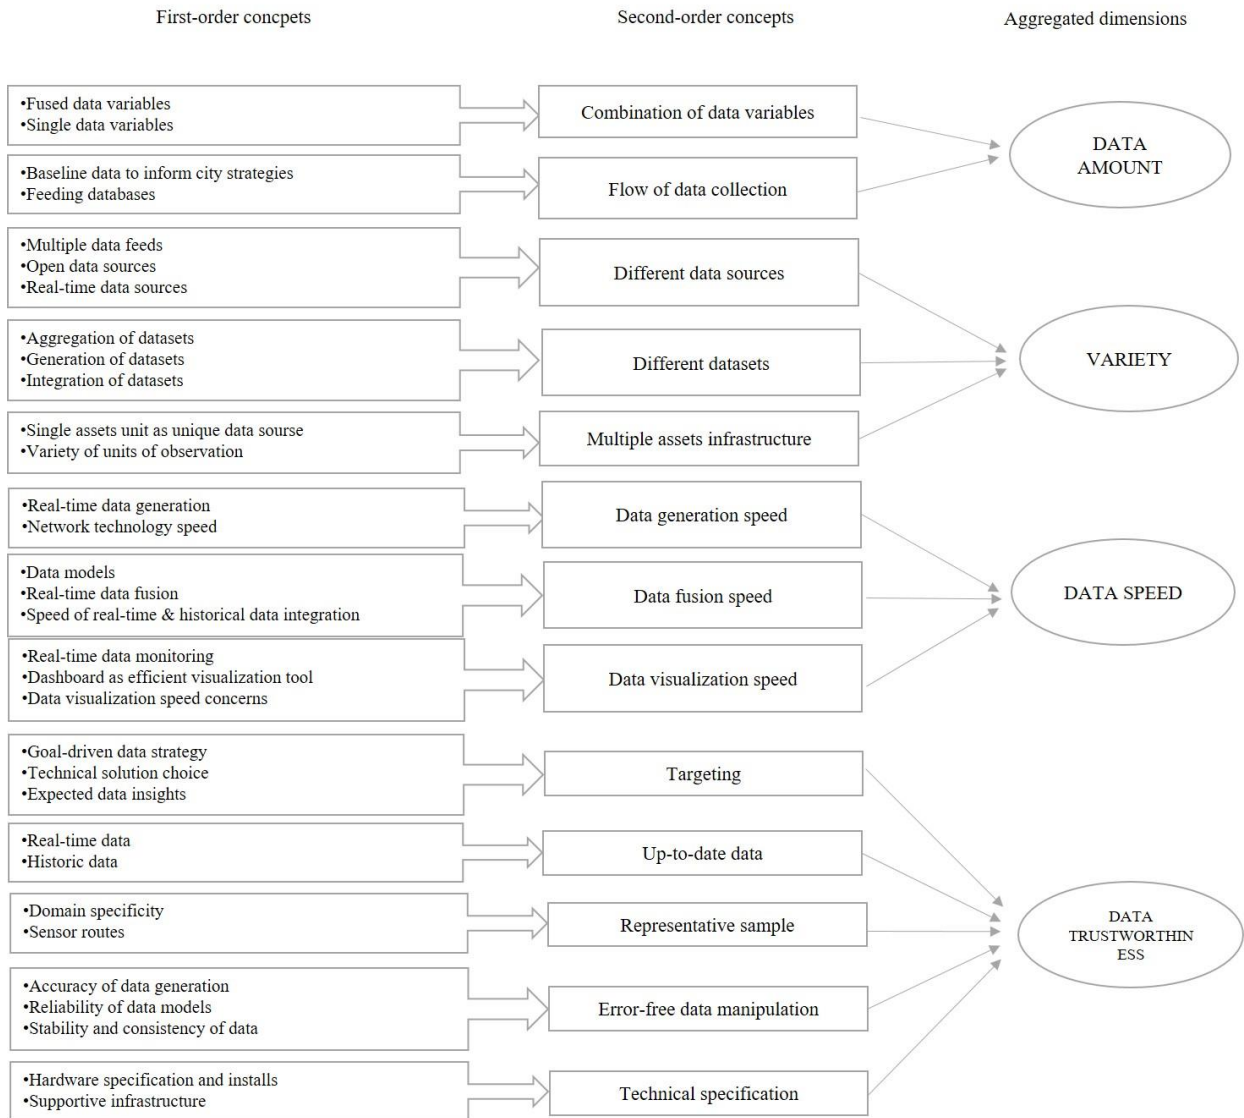 First-order concpets
Second-order concepts
Aggregated dimensions
•Fused data variables
•Single data variables
Combination of data variables
DATA
AMOUNT
•Baseline data to inform city strategies
•Feeding databases
Flow of data collection
•Multiple data feeds
•Open data sources
•Real-time data sources
Different data sources
•Aggregation of datasets
•Generation of datasets
•Integration of datasets
Different datasets
VARIETY
•Single assets unit as unique data sourse
•Variety of units of observation
Multiple assets infrastructure
•Real-time data generation
•Network technology speed
Data generation speed
•Data models
•Real-time data fusion
•Speed of real-time & historical data integration
Data fusion speed
DATA SPEED
•Real-time data monitoring
•Dashboard as efficient visualization tool
•Data visualization speed concerns
Data visualization speed
•Goal-driven data strategy
•Technical solution choice
•Expected data insights
Targeting
•Real-time data
•Historic data
Up-to-date data
•Domain specificity
•Sensor routes
Representative sample
DATA
TRUSTWORTHIN
ESS
•Accuracy of data generation
•Reliability of data models
•Stability and consistency of data
Error-free data manipulation
•Hardware specification and installs
•Supportive infrastructure
Technical specification